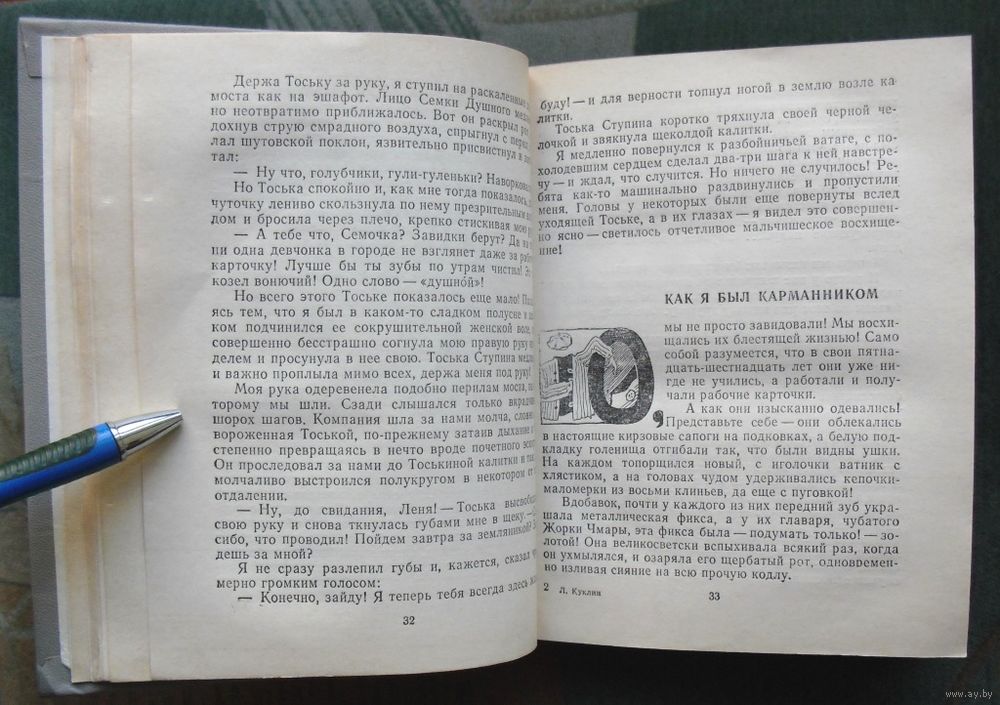 Держа Тоську за руку, я ступил на раскаленные
моста как на эшафот. Лицо Семки Душного
но неотвратимо приближалось. Вот он раскрыл
дохнув струю смрадного воздуха, спрыгнул с
лал шутовской поклон, язвительно присвистнул и
тал:
— Ну что, голубчики, гули-гуленьки?
Но Тоська спокойно и, как мне тогда показалось,
чуточку лениво скользнула по нему презрительным
дом и бросила через плечо, крепко стискивая мою
— А тебе что, Семочка? Завидки берут? Да на
ни одна девчонка в городе не взглянет даже за
карточку! Лучше бы ты зубы по утрам чистил!
козел вонючий! Одно слово — «душно́й»!
Но всего этого Тоське показалось еще мало!
ясь тем, что я был в каком-то сладком полусне и
ком подчинился ее сокрушительной женской воле,
совершенно бесстрашно согнула мою правую руку
делем и просунула в нее свою. Тоська Ступина
и важно проплыла мимо всех, держа меня под руку!
Моя рука одеревенела подобно перилам моста,
торому мы шли. Сзади слышался только
шорох шагов. Компания шла за нами молча,
вороженная Тоськой, по-прежнему затаив дыхание
степенно превращаясь в нечто вроде почетного
Он проследовал за нами до Тоськиной калитки и
молчаливо выстроился полукругом в некотором от
отдалении.
— Ну, до свидания, Леня! — Тоська
свою руку и снова ткнулась губами мне в щеку. —
сибо, что проводил! Пойдем завтра за земляникой?
дешь за мной?
Я не сразу разлепил губы и, кажется, сказал
мерно громким голосом:
— Конечно, зайду! Я теперь тебя всегда здесь
32
буду! — и для верности топнул ногой в землю возле ка-
литки.
Тоська Ступина коротко тряхнула своей черной че-
лочкой и звякнула щеколдой калитки.
Я медленно повернулся к разбойничьей ватаге, с по-
холодевшим сердцем сделал два-три шага к ней навстре-
чу — и ждал, что случится. Но ничего не случилось! Ре-
бята как-то машинально раздвинулись и пропустили
меня. Головы у некоторых были еще повернуты вслед
уходящей Тоське, а в их глазах — я видел это совершен-
но ясно — светилось отчетливое мальчишеское восхище-
ние!
КАК Я БЫЛ КАРМАННИКОМ
О, мы не просто завидовали! Мы восхи-
щались их блестящей жизнью! Само
собой разумеется, что в свои пятна-
дцать-шестнадцать лет они уже ни-
где не учились, а работали и полу-
чали рабочие карточки.
А как они изысканно одевались!
Представьте себе — они облекались
в настоящие кирзовые сапоги на подковках, а белую под-
кладку голенища отгибали так, что были видны ушки.
На каждом топорщился новый, с иголочки ватник с
хлястиком, а на головах чудом удерживались кепочки-
маломерки из восьми клиньев, да еще с пуговкой!
Вдобавок, почти у каждого из них передний зуб укра-
шала металлическая фикса, а у их главаря, чубатого
Жорки Чмары, эта фикса была — подумать только! — зо-
лотой! Она великосветски вспыхивала всякий раз, когда
он ухмылялся, и озаряла его щербатый рот, одновремен-
но изливая сияние на всю прочую кодлу.
2 Л. Куклин
33
www.ay.by